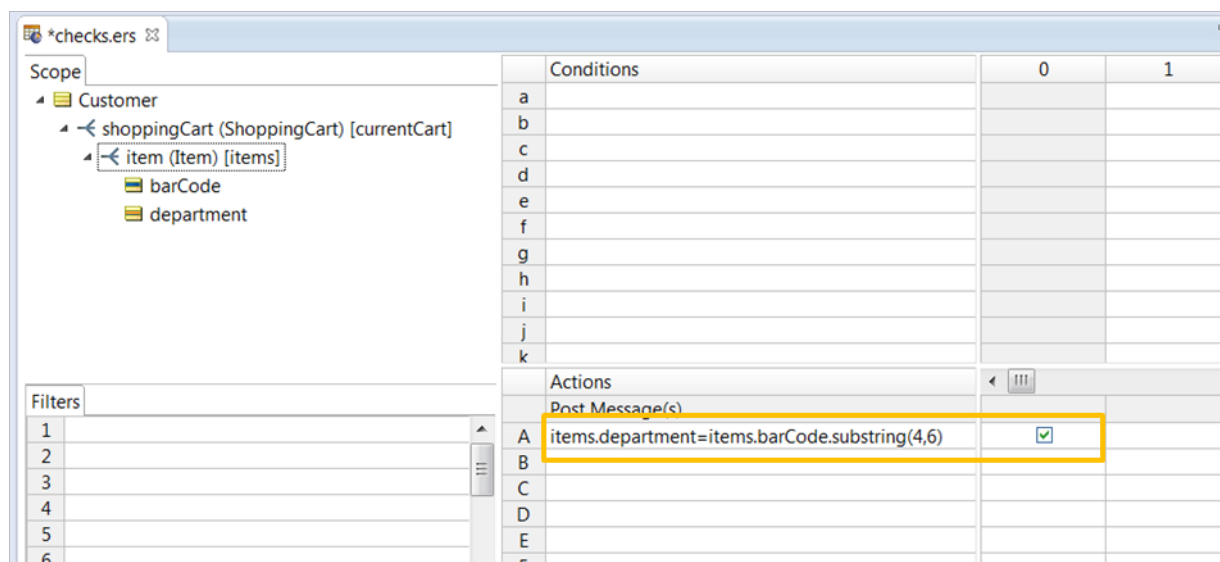 *checks.ers
Scope
Customer
shoppingCart (ShoppingCart) [currentCart]
item (Item) [items]
barCode
department
Filters
1
2
3
4
5
6
Conditions 0 1
a
b
c
d
e
f
g
h
i
j
k
Actions
Post Message(s)
A items.department=items.barCode.substring(4,6)
B
C
D
E